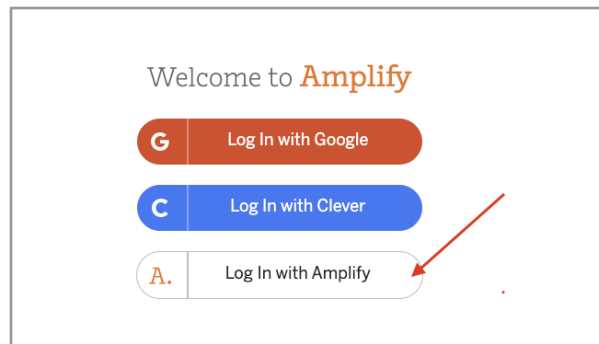 Welcome to Amplify
G Log In with Google
C Log In with Clever
A. Log In with Amplify